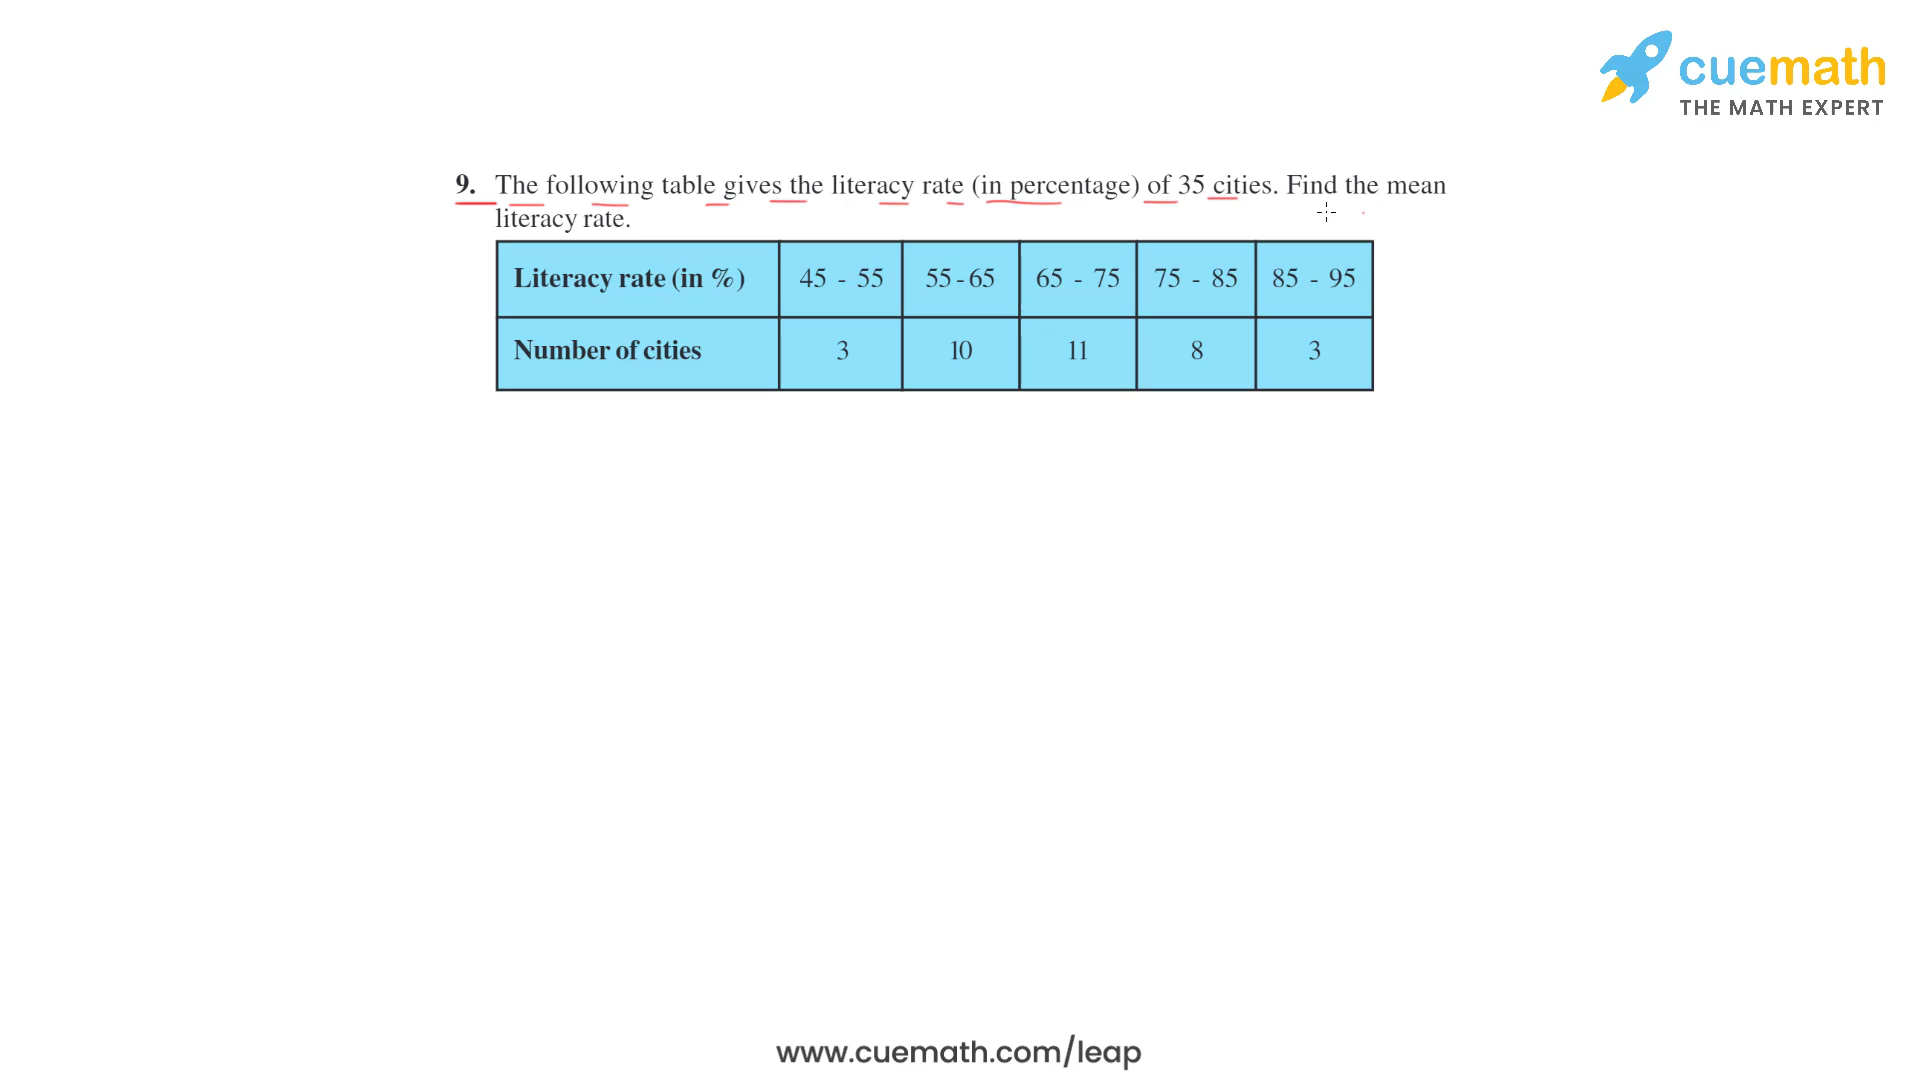 cuemath
THE MATH EXPERT
9. The following table gives the literacy rate (in percentage) of 35 cities. Find the mean
literacy rate.
Literacy rate (in %) 45 - 55 55 - 65 65 - 75 75 - 85 85 - 95
Number of cities 3 10 11 8 3
www.cuemath.com/leap